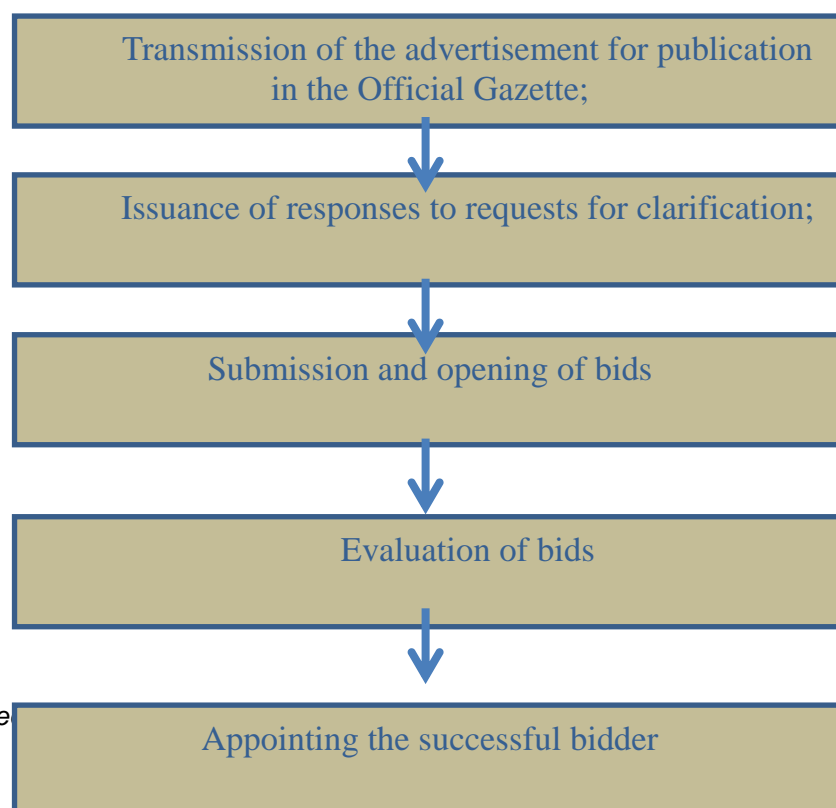 Transmission of the advertisement for publication
in the Official Gazette;
Issuance of responses to requests for clarification;
Submission and opening of bids
Evaluation of bids
Appointing the successful bidder